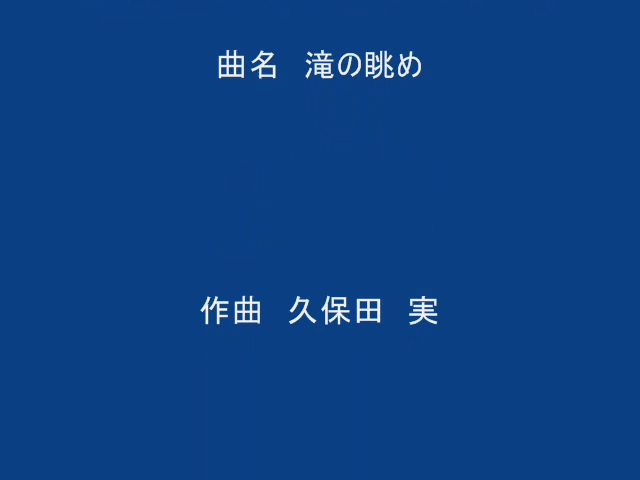 曲名　滝の眺め
作曲　久保田　実